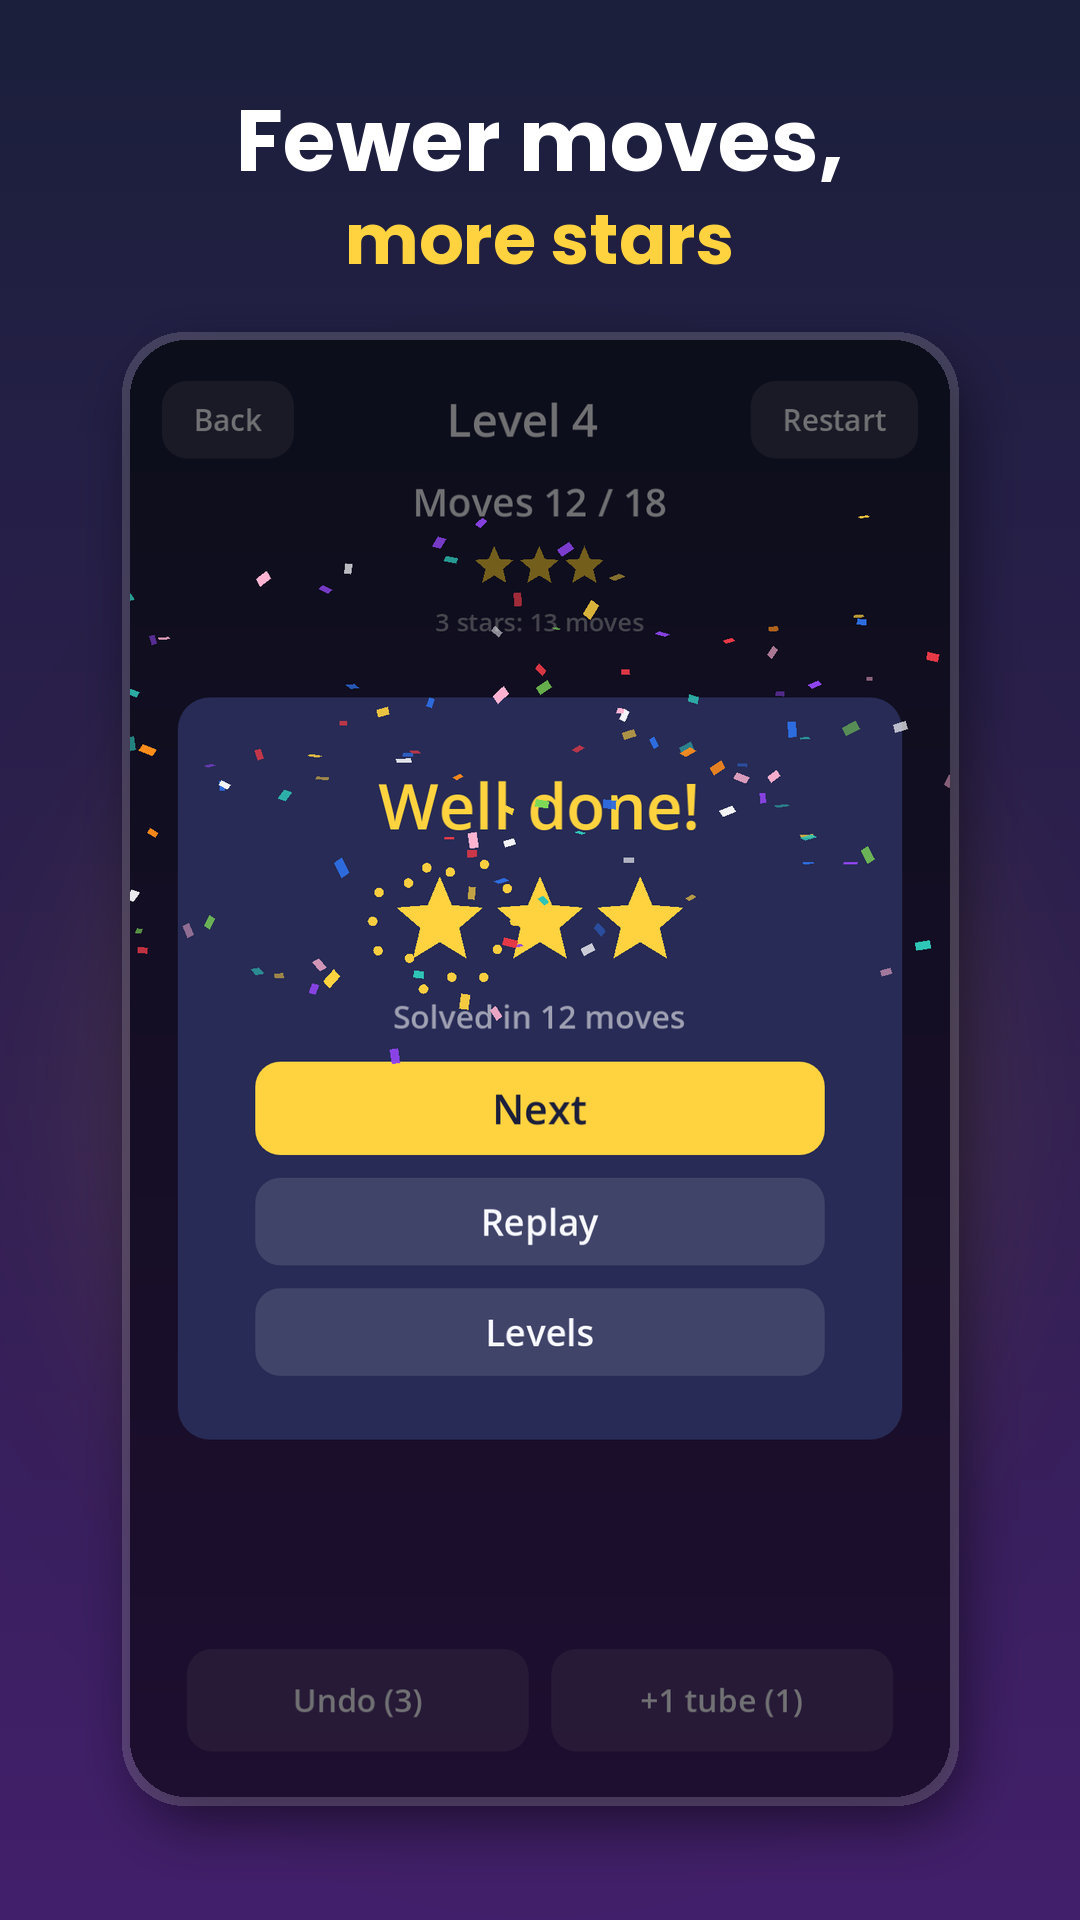 Fewer moves,
more stars
Back
Level 4
Restart
Moves 12 / 18
3 stars: 13 moves
Well done!
Solved in 12 moves
Next
Replay
Levels
Undo (3)
+1 tube (1)